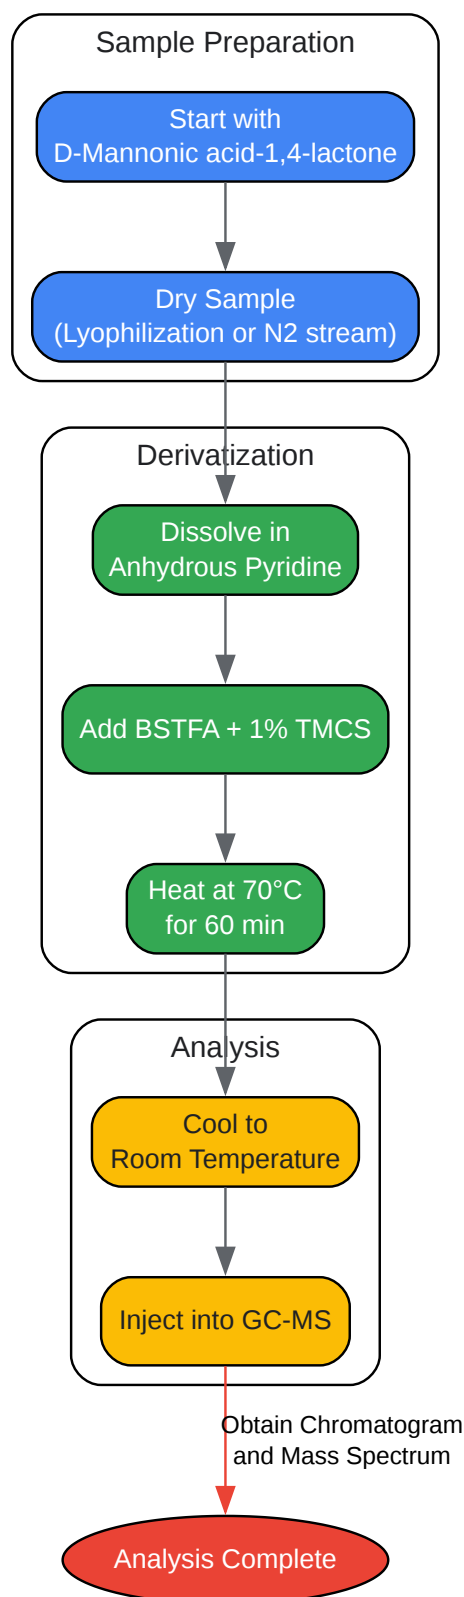 Sample Preparation
Start with
D-Mannonic acid-1,4-lactone
Dry Sample
(Lyophilization or N2 stream)
Derivatization
Dissolve in
Anhydrous Pyridine
Add BSTFA + 1% TMCS
Heat at 70°C
for 60 min
Analysis
Cool to
Room Temperature
Inject into GC-MS
Obtain Chromatogram
and Mass Spectrum
Analysis Complete